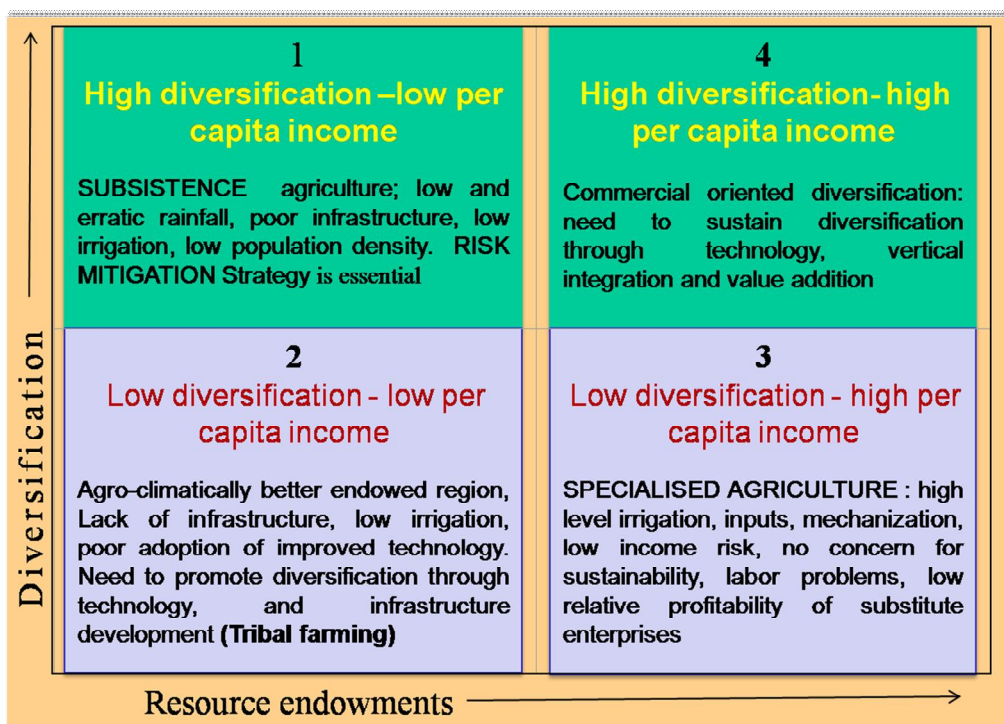 Diversification
1
High diversification –low per
capita income
SUBSISTENCE agriculture; low and
erratic rainfall, poor infrastructure, low
irrigation, low population density. RISK
MITIGATION Strategy is essential
4
High diversification- high
per capita income
Commercial oriented diversification:
need to sustain diversification
through technology, vertical
integration and value addition
2
Low diversification - low per
capita income
Agro-climatically better endowed region,
Lack of infrastructure, low irrigation,
poor adoption of improved technology.
Need to promote diversification through
technology, and infrastructure
development (Tribal farming)
3
Low diversification - high per
capita income
SPECIALISED AGRICULTURE : high
level irrigation, inputs, mechanization,
low income risk, no concern for
sustainability, labor problems, low
relative profitability of substitute
enterprises
Resource endowments